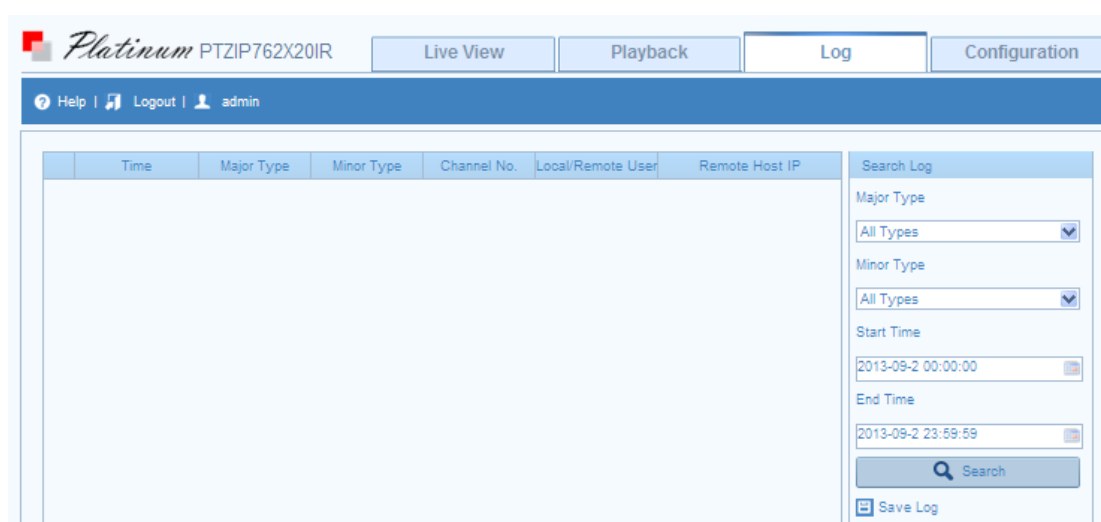 Platinum PTZIP762X20IR Live View Playback Log Configuration
Help | Logout | admin
Time Major Type Minor Type Channel No. Local/Remote User Remote Host IP
Search Log
Major Type
All Types
Minor Type
All Types
Start Time
2013-09-2 00:00:00
End Time
2013-09-2 23:59:59
Search
Save Log